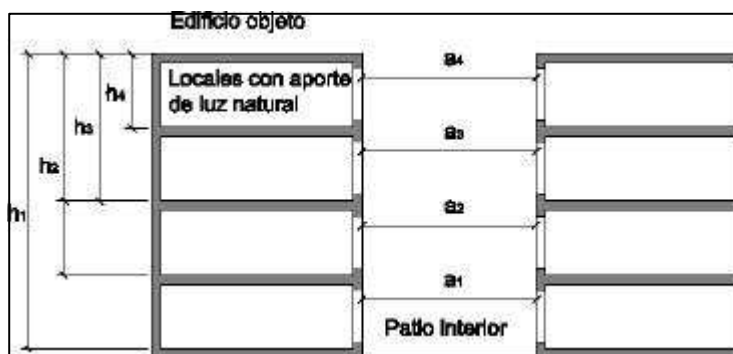 Edificio objeto
Locales con aporte
de luz natural
h4
h3
h2
h1
a4
a3
a2
a1
Patio interior